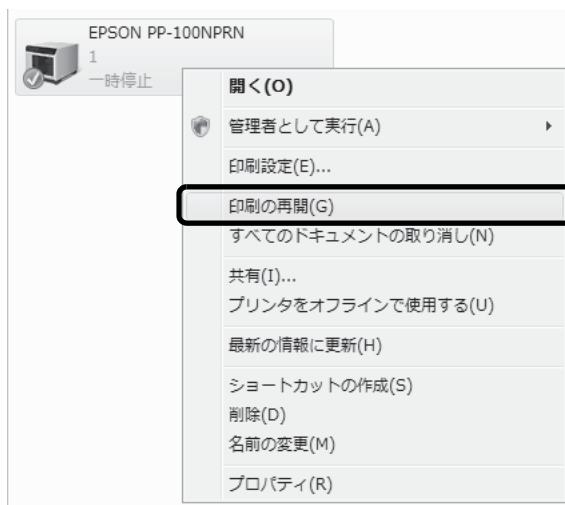 EPSON PP-100NPRN
1
一時停止
開く(O)
管理者として実行(A)
印刷設定(E)...
印刷の再開(G)
すべてのドキュメントの取り消し(N)
共有(I)...
プリンタをオフラインで使用する(U)
最新の情報に更新(H)
ショートカットの作成(S)
削除(D)
名前の変更(M)
プロパティ(R)